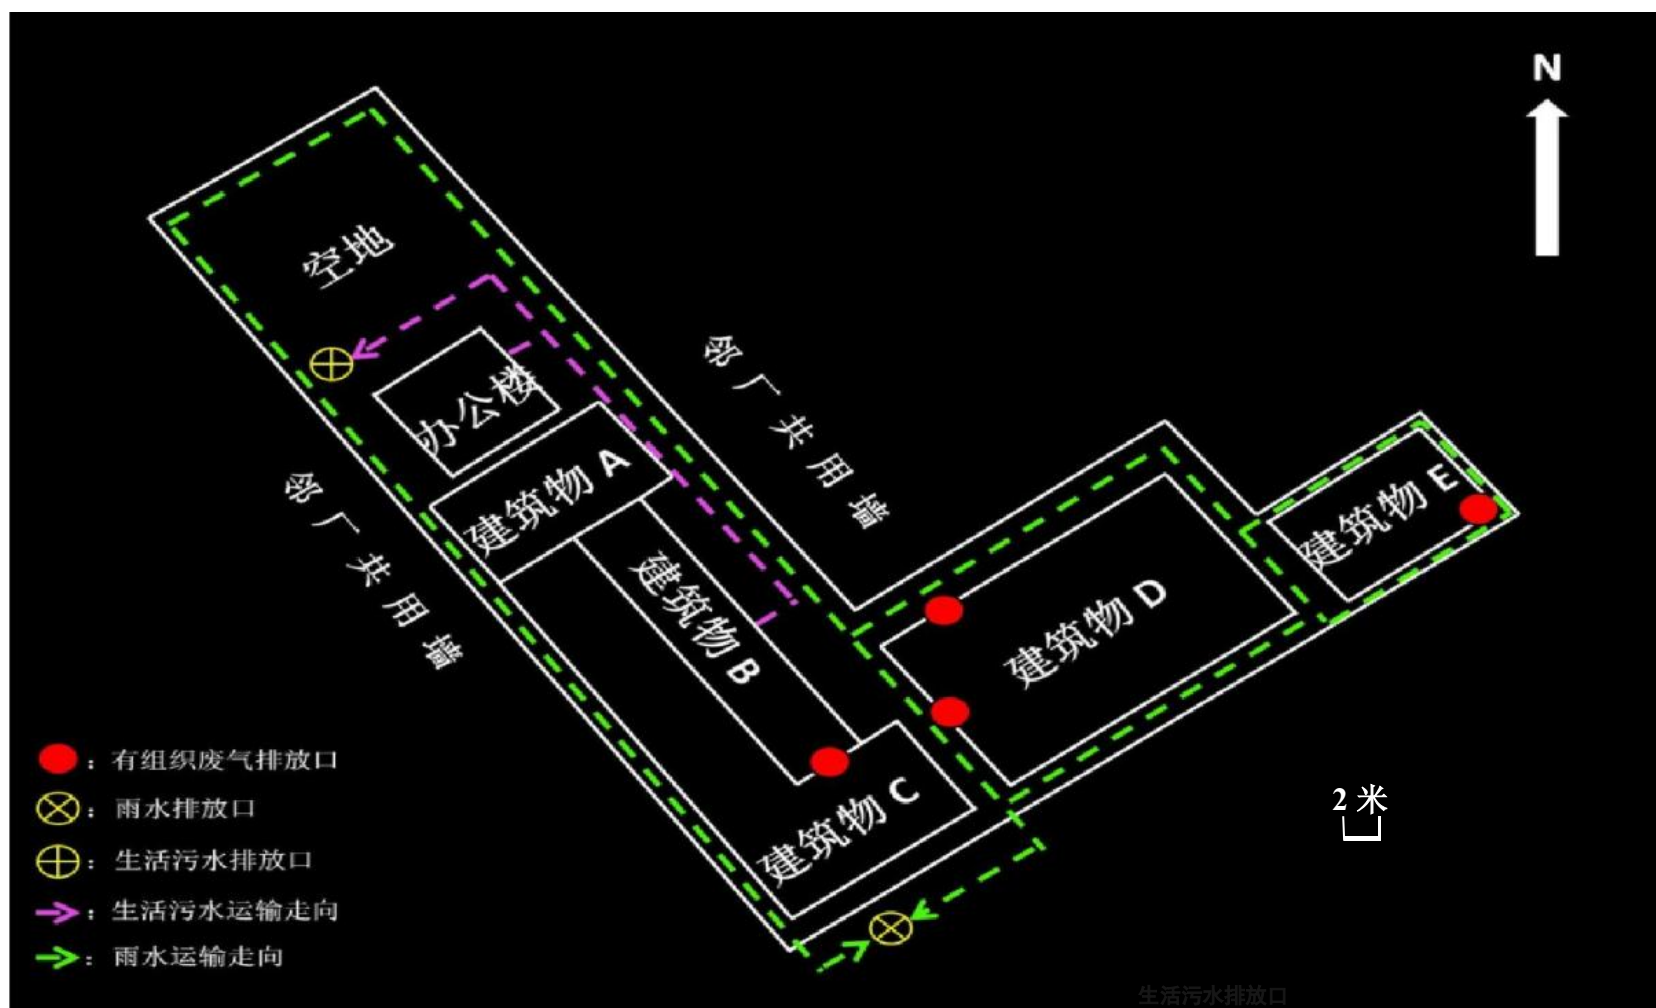 N
空地
邻厂共用墙
办公楼
建筑物 A
建筑物 E
邻厂共用墙
建筑物 B
建筑物 D
建筑物 C
2 米
：有组织废气排放口
：雨水排放口
：生活污水排放口
：生活污水运输走向
：雨水运输走向
生活污水排放口